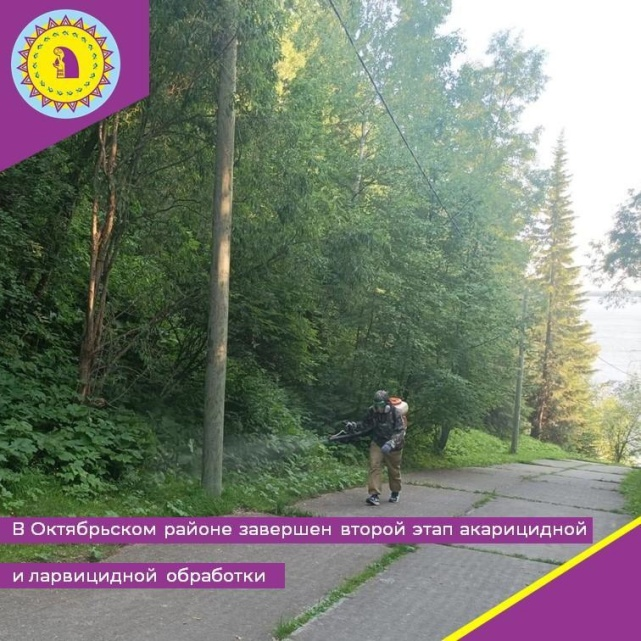 В Октябрьском районе завершен второй этап акарицидной
и ларвицидной обработки